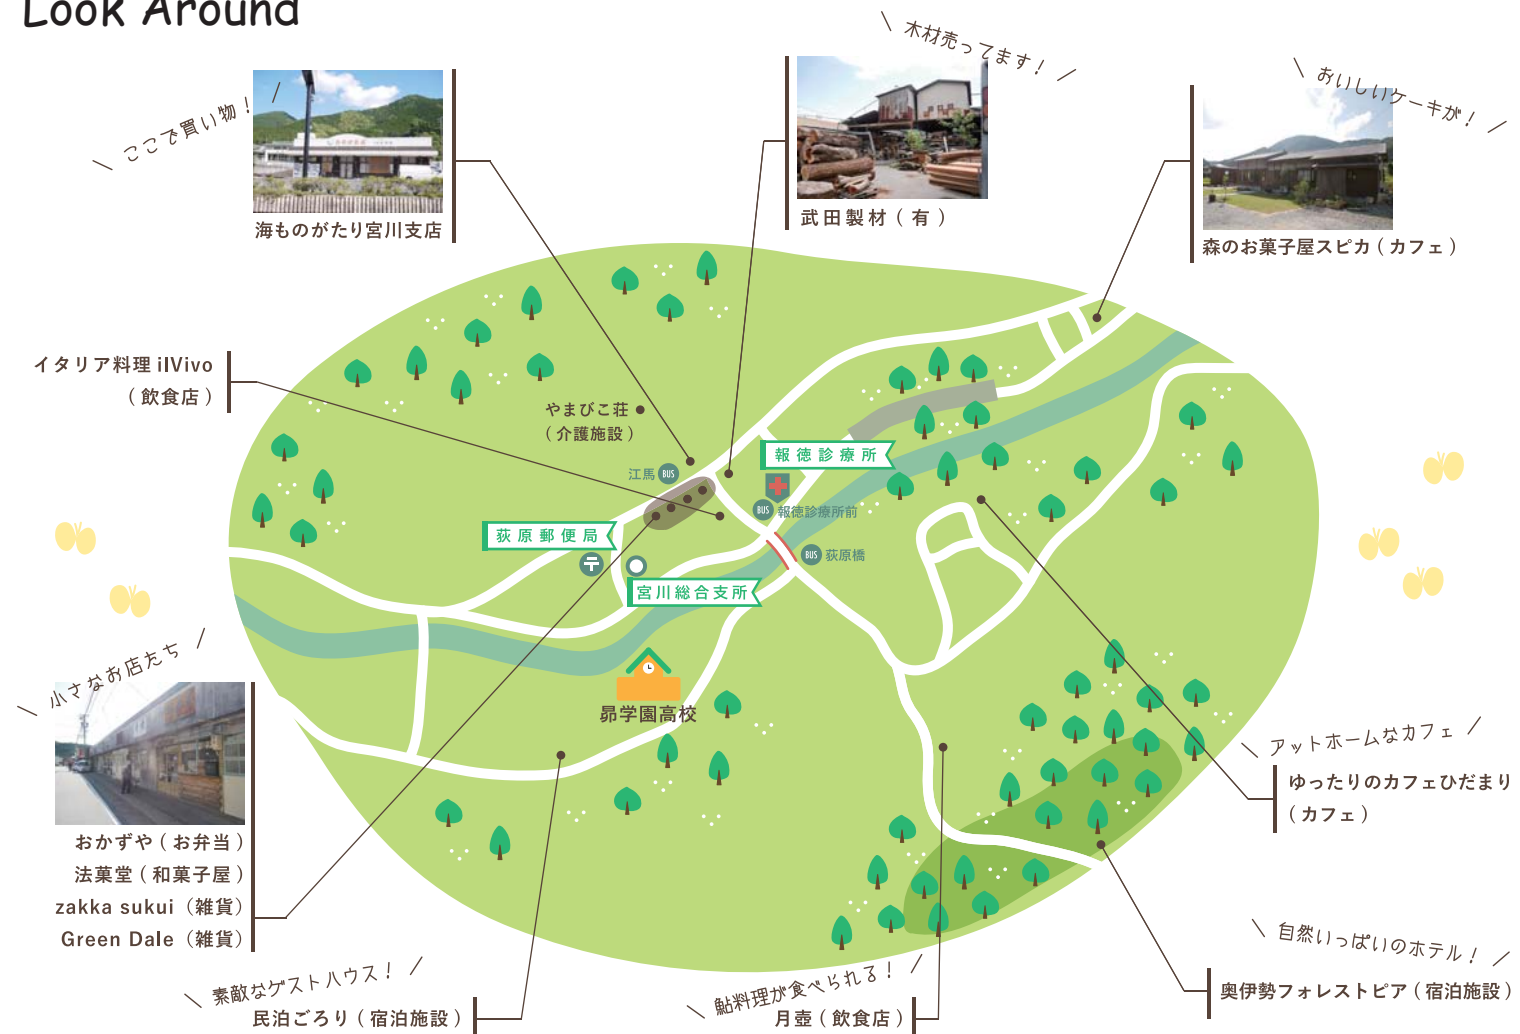 Look Around
ここで買い物！
海ものがたり宮川支店
木材売ってます！
武田製材（有）
おいしいケーキが！
森のお菓子屋スピカ（カフェ）
イタリア料理 ilVivo
（飲食店）
やまびこ荘
（介護施設）
江馬
BUS
報徳診療所
BUS
報徳診療所前
荻原郵便局
BUS
荻原橋
宮川総合支所
昴学園高校
小さなお店たち
おかずや（お弁当）
法菓堂（和菓子屋）
zakka sukui（雑貨）
Green Dale（雑貨）
アットホームなカフェ
ゆったりのカフェひだまり
（カフェ）
素敵なゲストハウス！
民泊ごろり（宿泊施設）
鮎料理が食べられる！
月壺（飲食店）
自然いっぱいのホテル！
奥伊勢フォレストピア（宿泊施設）